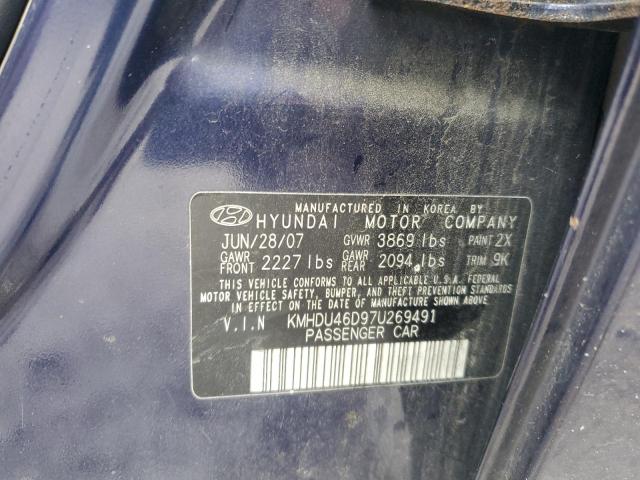 MANUFACTURED IN KOREA BY
HYUNDAI MOTOR COMPANY
JUN/28/07 GVWR 3869 lbs PAINT 2X
GAWR FRONT 2227 lbs GAWR REAR 2094 lbs TRIM 9K
THIS VEHICLE CONFORMS TO ALL APPLICABLE U.S.A. FEDERAL
MOTOR VEHICLE SAFETY, BUMPER, AND THEFT PREVENTION STANDARDS
IN EFFECT ON THE DATE OF MANUFACTURE SHOWN ABOVE.
V.I.N KMHDU46D97U269491
PASSENGER CAR